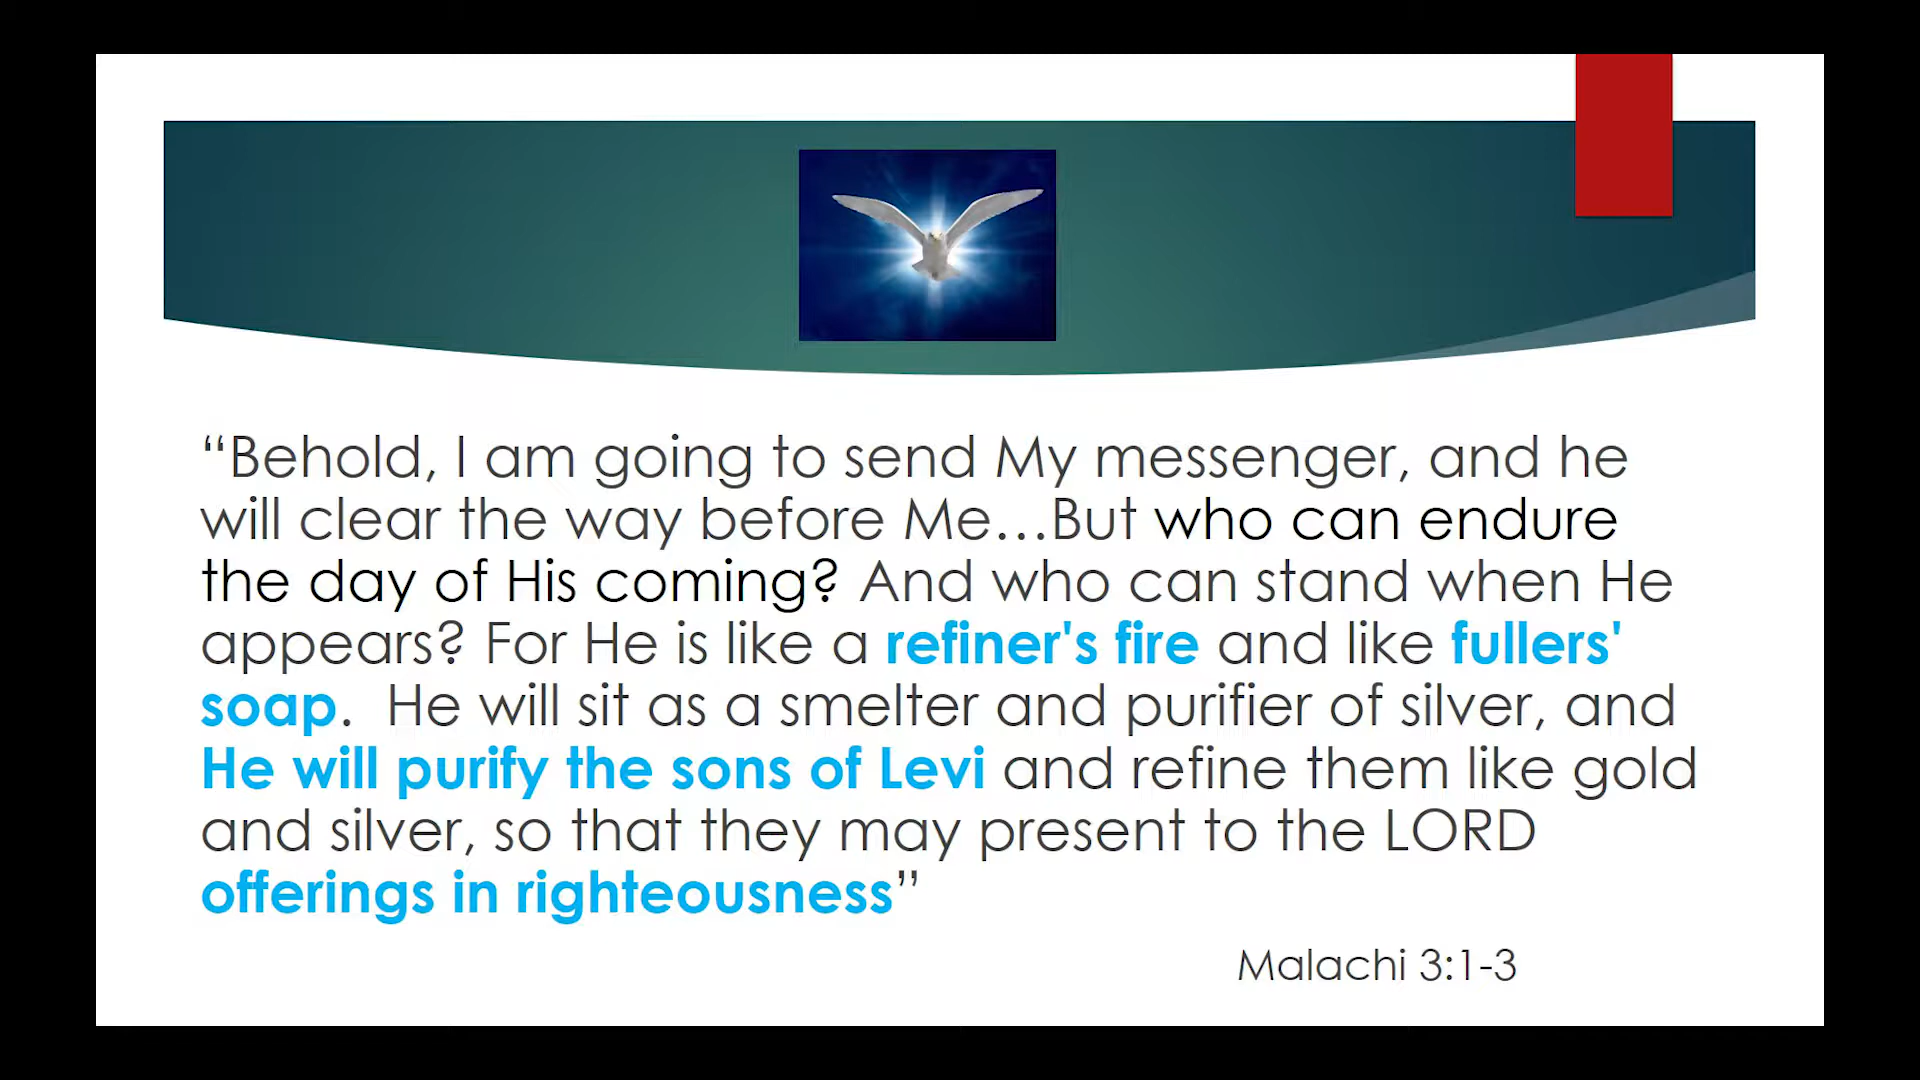 “Behold, I am going to send My messenger, and he
will clear the way before Me…But who can endure
the day of His coming? And who can stand when He
appears? For He is like a refiner's fire and like fullers'
soap.  He will sit as a smelter and purifier of silver, and
He will purify the sons of Levi and refine them like gold
and silver, so that they may present to the LORD
offerings in righteousness”
Malachi 3:1-3